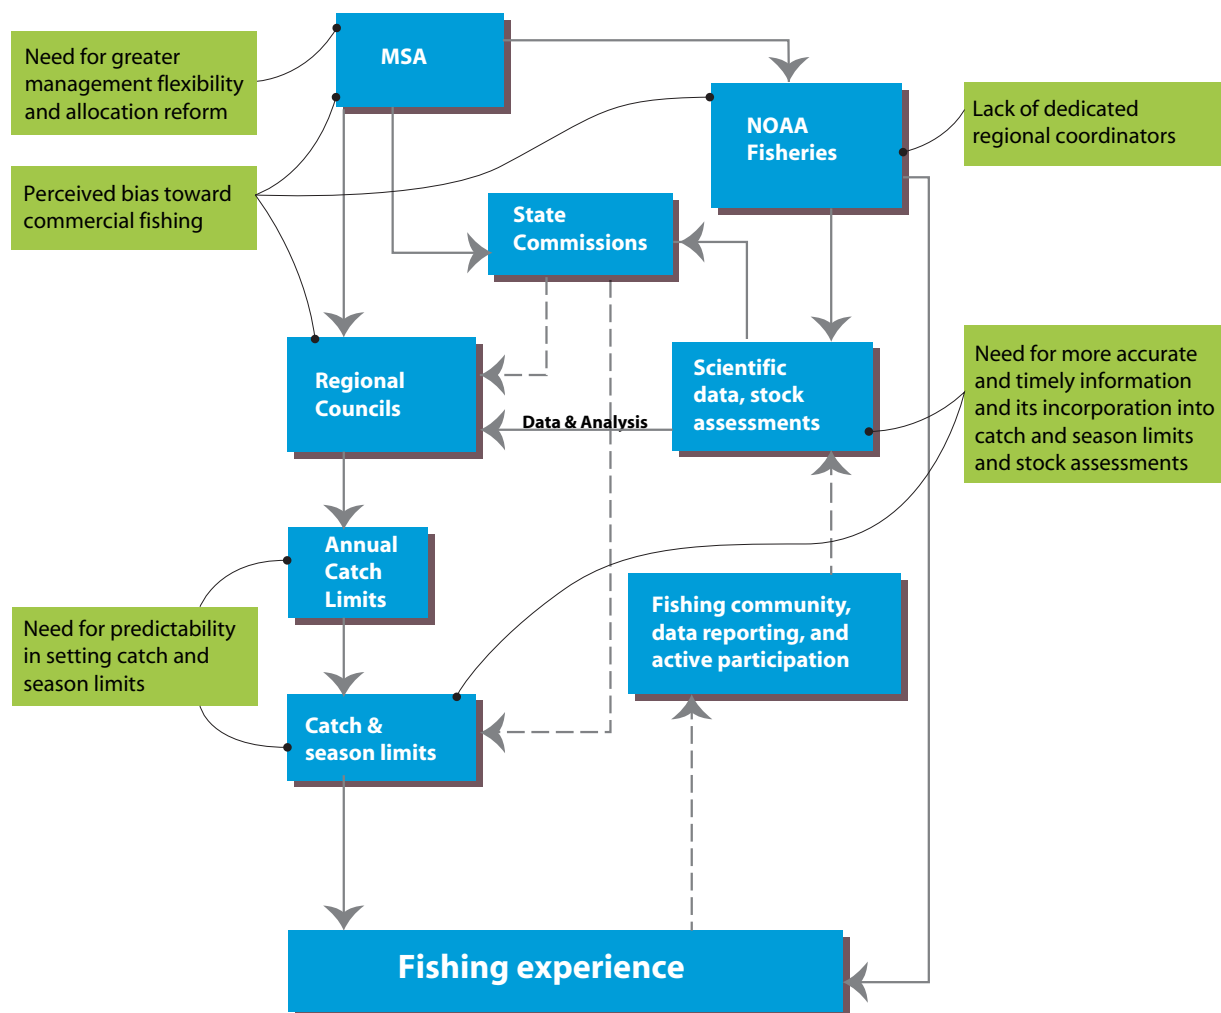 MSA
Need for greater
management flexibility
and allocation reform
NOAA
Fisheries
Lack of dedicated
regional coordinators
Perceived bias toward
commercial fishing
State
Commissions
Regional
Councils
Scientific
data, stock
assessments
Need for more accurate
and timely information
and its incorporation into
catch and season limits
and stock assessments
Data & Analysis
Annual
Catch
Limits
Fishing community,
data reporting, and
active participation
Need for predictability
in setting catch and
season limits
Catch &
season limits
Fishing experience